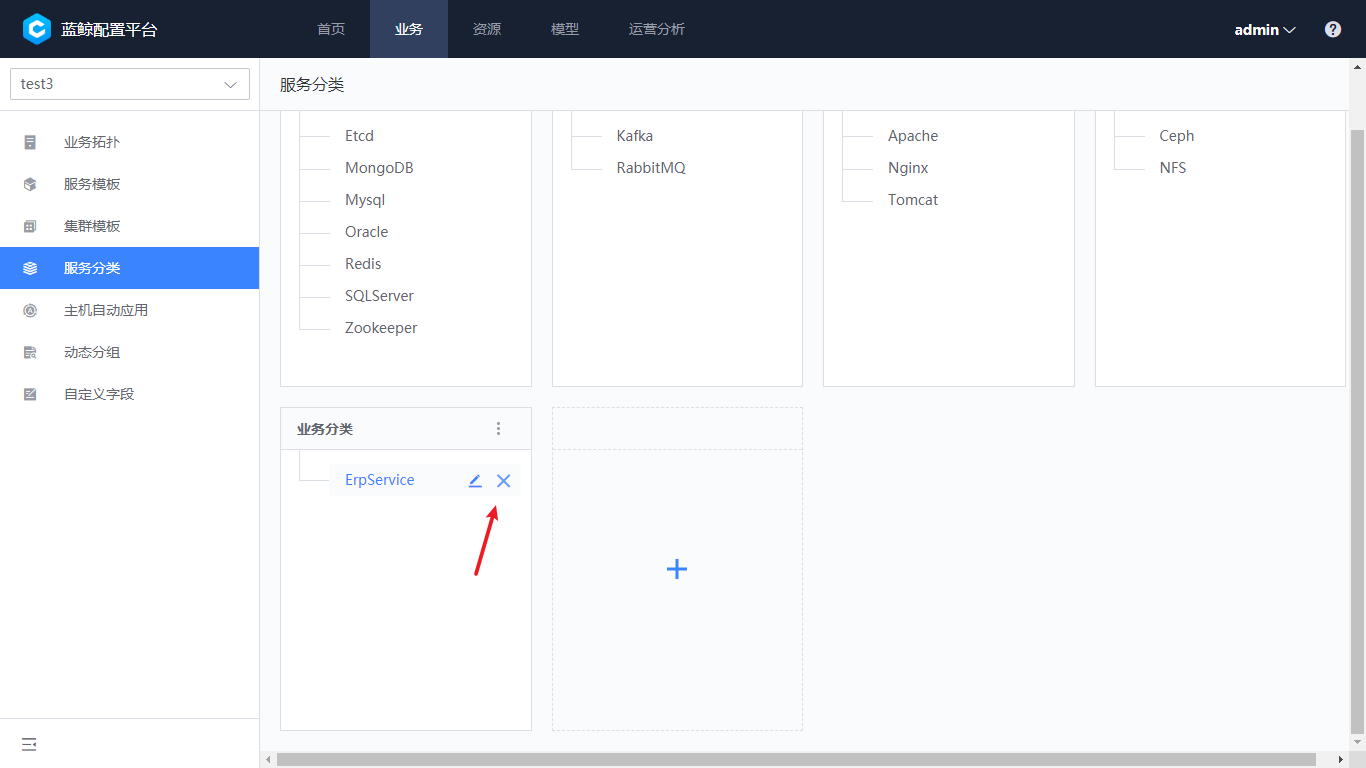 蓝鲸配置平台
首页
业务
资源
模型
运营分析
admin
test3
服务分类
业务拓扑
服务模板
集群模板
服务分类
主机自动应用
动态分组
自定义字段
Etcd
MongoDB
Mysql
Oracle
Redis
SQLServer
Zookeeper
Kafka
RabbitMQ
Apache
Nginx
Tomcat
Ceph
NFS
业务分类
ErpService